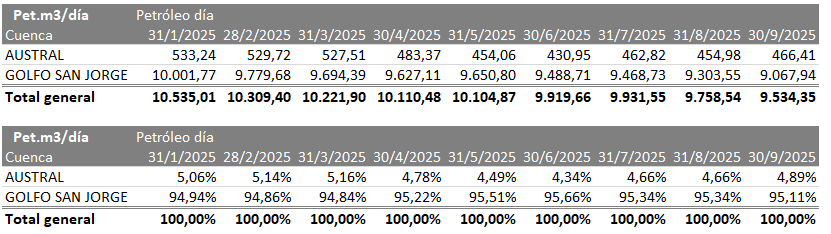 Pet.m3/día Petróleo día
Cuenca 31/1/2025 28/2/2025 31/3/2025 30/4/2025 31/5/2025 30/6/2025 31/7/2025 31/8/2025 30/9/2025
AUSTRAL 533,24 529,72 527,51 483,37 454,06 430,95 462,82 454,98 466,41
GOLFO SAN JORGE 10.001,77 9.779,68 9.694,39 9.627,11 9.650,80 9.488,71 9.468,73 9.303,55 9.067,94
Total general 10.535,01 10.309,40 10.221,90 10.110,48 10.104,87 9.919,66 9.931,55 9.758,54 9.534,35
Pet.m3/día Petróleo día
Cuenca 31/1/2025 28/2/2025 31/3/2025 30/4/2025 31/5/2025 30/6/2025 31/7/2025 31/8/2025 30/9/2025
AUSTRAL 5,06% 5,14% 5,16% 4,78% 4,49% 4,34% 4,66% 4,66% 4,89%
GOLFO SAN JORGE 94,94% 94,86% 94,84% 95,22% 95,51% 95,66% 95,34% 95,34% 95,11%
Total general 100,00% 100,00% 100,00% 100,00% 100,00% 100,00% 100,00% 100,00% 100,00%